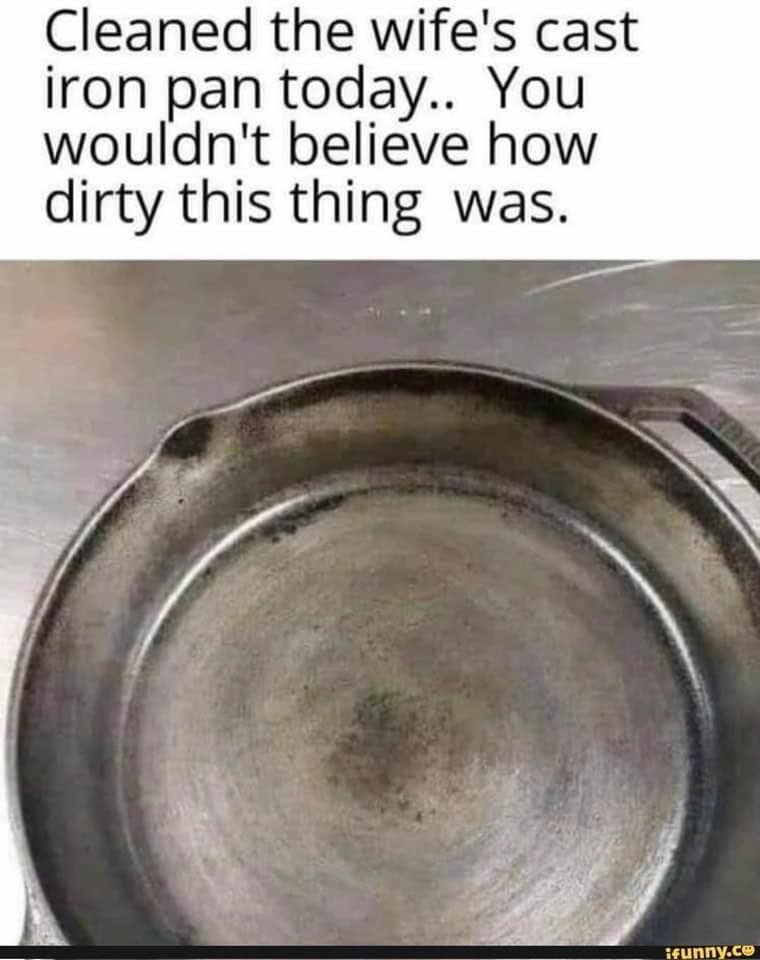 Cleaned the wife's cast
iron pan today.. You
wouldn't believe how
dirty this thing was.
ifunny.co